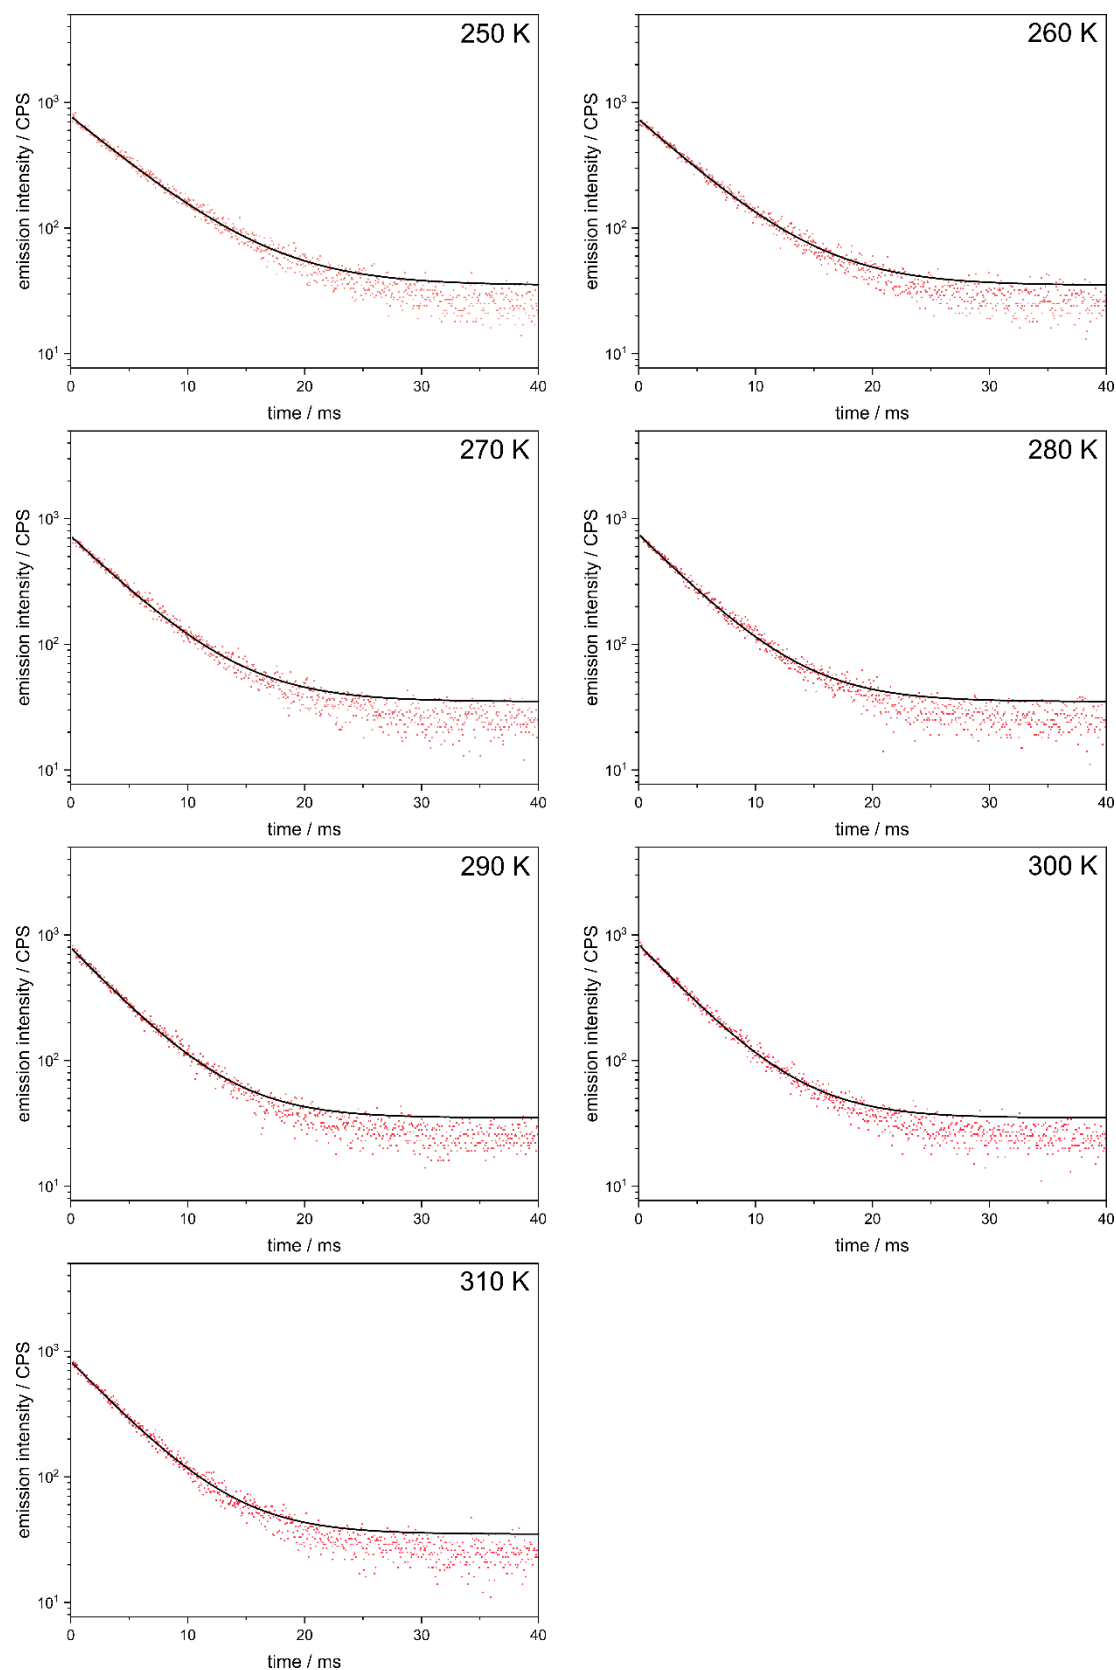 250 K
emission intensity / CPS
10³
10²
10¹
0 10 20 30 40
time / ms
260 K
emission intensity / CPS
10³
10²
10¹
0 10 20 30 40
time / ms
270 K
emission intensity / CPS
10³
10²
10¹
0 10 20 30 40
time / ms
280 K
emission intensity / CPS
10³
10²
10¹
0 10 20 30 40
time / ms
290 K
emission intensity / CPS
10³
10²
10¹
0 10 20 30 40
time / ms
300 K
emission intensity / CPS
10³
10²
10¹
0 10 20 30 40
time / ms
310 K
emission intensity / CPS
10³
10²
10¹
0 10 20 30 40
time / ms